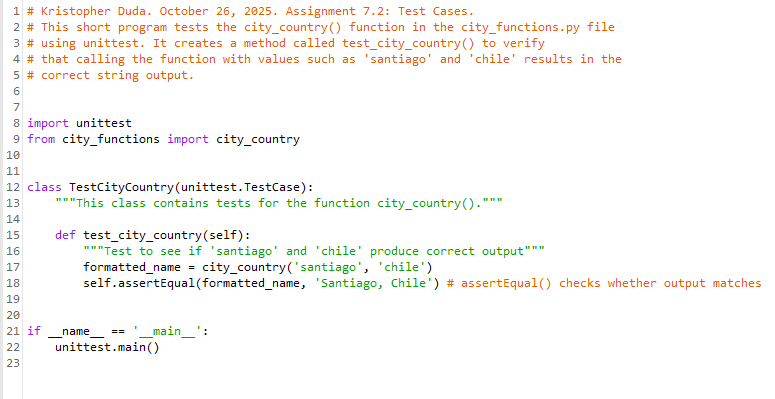 1 # Kristopher Duda. October 26, 2025. Assignment 7.2: Test Cases.
2 # This short program tests the city_country() function in the city_functions.py file
3 # using unittest. It creates a method called test_city_country() to verify
4 # that calling the function with values such as 'santiago' and 'chile' results in the
5 # correct string output.
6
7
8 import unittest
9 from city_functions import city_country
10
11
12 class TestCityCountry(unittest.TestCase):
13     """This class contains tests for the function city_country()."""
14
15     def test_city_country(self):
16         """Test to see if 'santiago' and 'chile' produce correct output"""
17         formatted_name = city_country('santiago', 'chile')
18         self.assertEqual(formatted_name, 'Santiago, Chile') # assertEqual() checks whether output matches
19
20
21 if __name__ == '__main__':
22     unittest.main()
23